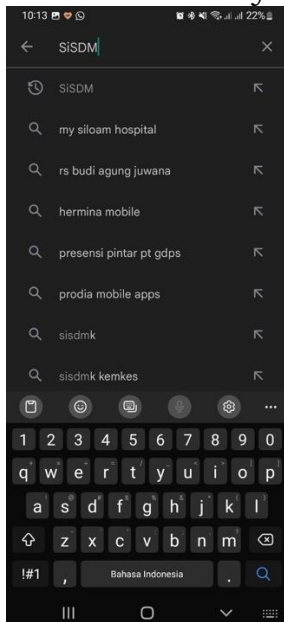 y
10:13 22%
SiSDM
SiSDM
my siloam hospital
rs budi agung juwana
hermina mobile
presensi pintar pt gdps
prodia mobile apps
sisdmk
sisdmk kemkes
1 2 3 4 5 6 7 8 9 0
q w e r t y u i o p
a s d f g h j k l
z x c v b n m
!#1 , Bahasa Indonesia .